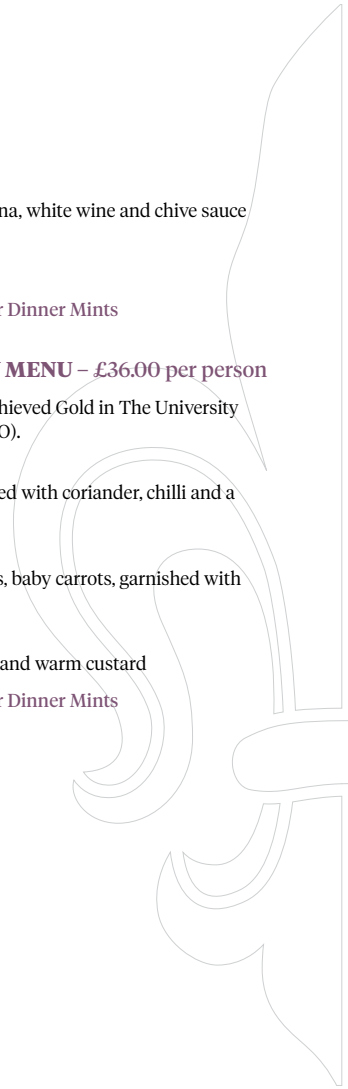 na, white wine and chive sauce
r Dinner Mints
MENU – £36.00 per person
hieved Gold in The University
O).
ed with coriander, chilli and a
s, baby carrots, garnished with
and warm custard
r Dinner Mints